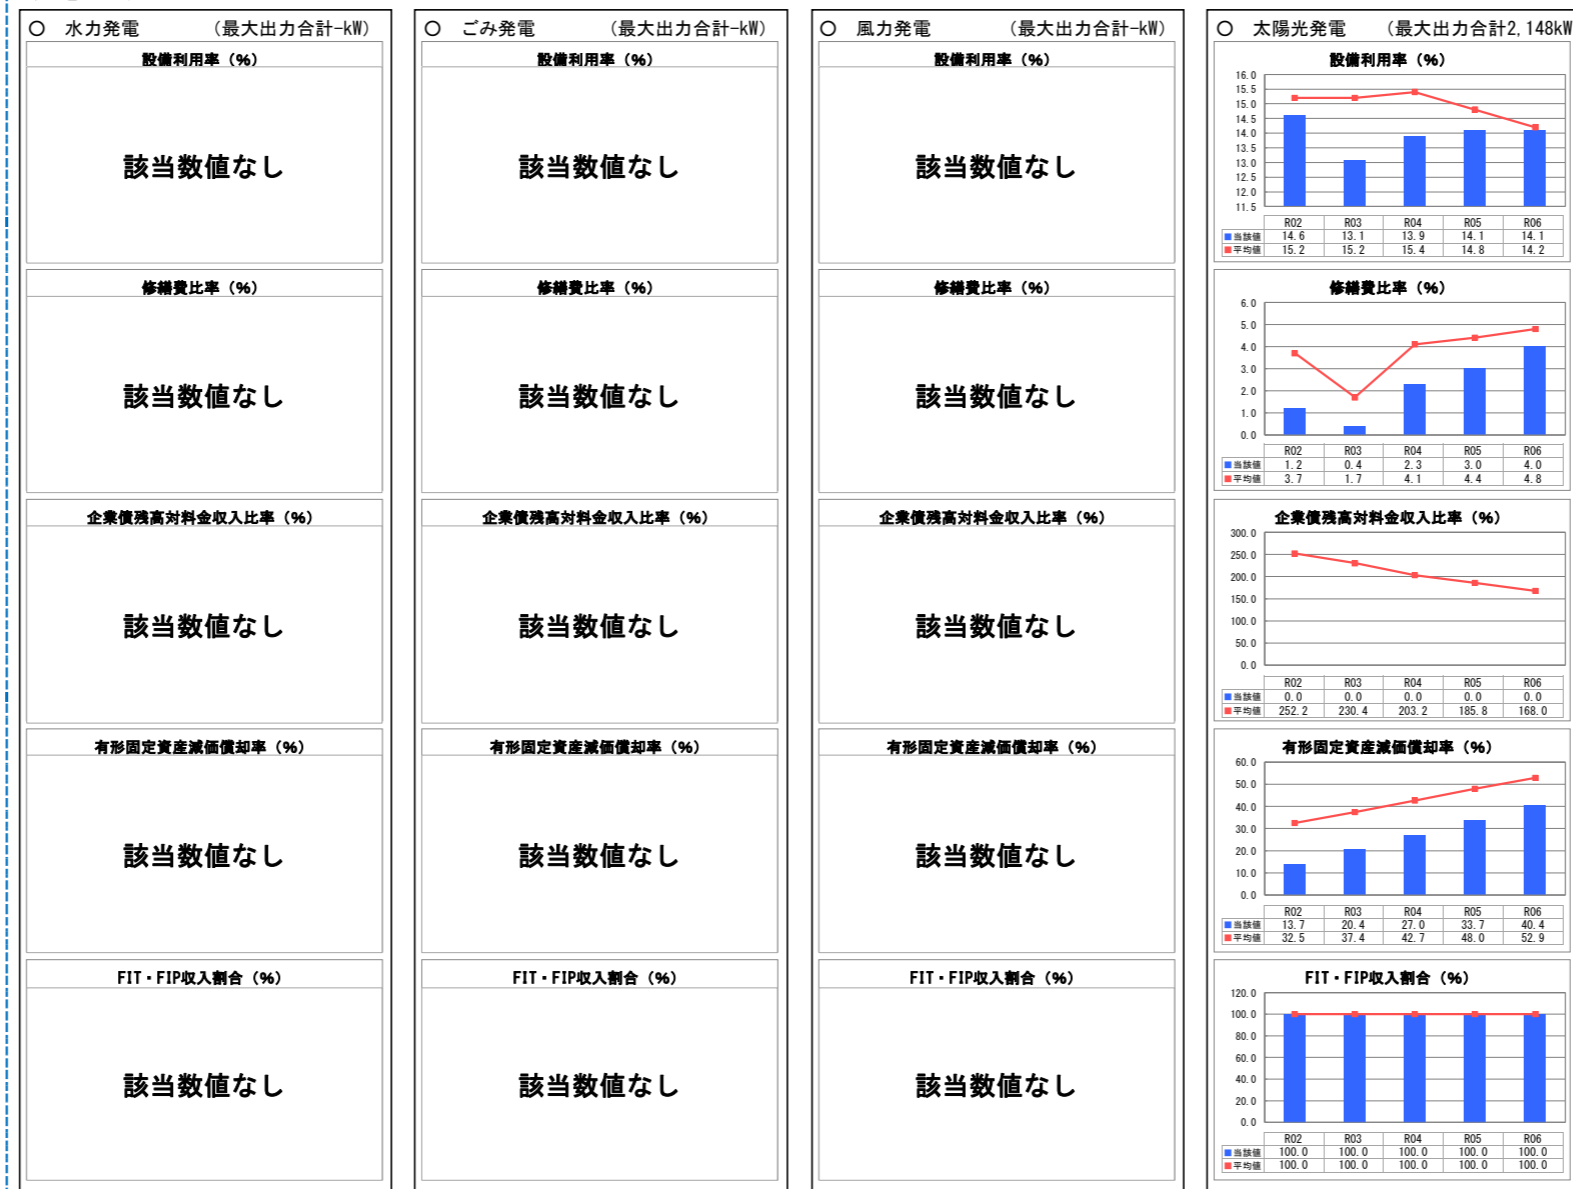 ○ 水力発電 （最大出力合計-kW）
設備利用率（%）
該当数値なし
修繕費比率（%）
該当数値なし
企業債残高対料金収入比率（%）
該当数値なし
有形固定資産減価償却率（%）
該当数値なし
FIT・FIP収入割合（%）
該当数値なし
○ ごみ発電 （最大出力合計-kW）
設備利用率（%）
該当数値なし
修繕費比率（%）
該当数値なし
企業債残高対料金収入比率（%）
該当数値なし
有形固定資産減価償却率（%）
該当数値なし
FIT・FIP収入割合（%）
該当数値なし
○ 風力発電 （最大出力合計-kW）
設備利用率（%）
該当数値なし
修繕費比率（%）
該当数値なし
企業債残高対料金収入比率（%）
該当数値なし
有形固定資産減価償却率（%）
該当数値なし
FIT・FIP収入割合（%）
該当数値なし
○ 太陽光発電 （最大出力合計2,148kW
設備利用率（%）
16.0
15.5
15.0
14.5
14.0
13.5
13.0
12.5
12.0
11.5
R02 R03 R04 R05 R06
当該値 14.6 13.1 13.9 14.1 14.1
平均値 15.2 15.2 15.4 14.8 14.2
修繕費比率（%）
6.0
5.0
4.0
3.0
2.0
1.0
0.0
R02 R03 R04 R05 R06
当該値 1.2 0.4 2.3 3.0 4.0
平均値 3.7 1.7 4.1 4.4 4.8
企業債残高対料金収入比率（%）
300.0
250.0
200.0
150.0
100.0
50.0
0.0
R02 R03 R04 R05 R06
当該値 0.0 0.0 0.0 0.0 0.0
平均値 252.2 230.4 203.2 185.8 168.0
有形固定資産減価償却率（%）
60.0
50.0
40.0
30.0
20.0
10.0
0.0
R02 R03 R04 R05 R06
当該値 13.7 20.4 27.0 33.7 40.4
平均値 32.5 37.4 42.7 48.0 52.9
FIT・FIP収入割合（%）
120.0
100.0
80.0
60.0
40.0
20.0
0.0
R02 R03 R04 R05 R06
当該値 100.0 100.0 100.0 100.0 100.0
平均値 100.0 100.0 100.0 100.0 100.0